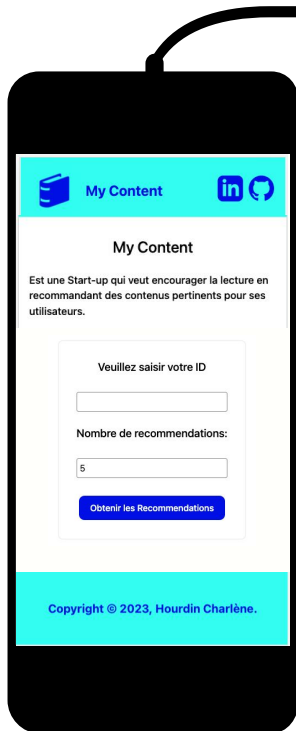 My Content
in
My Content
Est une Start-up qui veut encourager la lecture en
recommandant des contenus pertinents pour ses
utilisateurs.
Veuillez saisir votre ID
Nombre de recommendations:
5
Obtenir les Recommendations
Copyright © 2023, Hourdin Charlène.